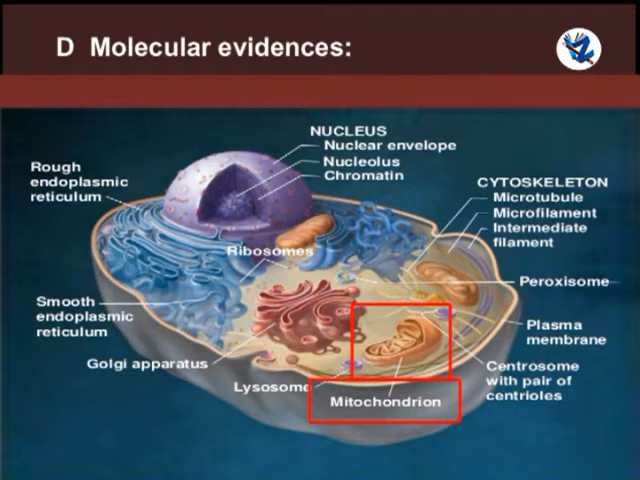 D Molecular evidences:
NUCLEUS
Nuclear envelope
Nucleolus
Chromatin
Rough
endoplasmic
reticulum
CYTOSKELETON
Microtubule
Microfilament
Intermediate
filament
Ribosomes
Peroxisome
Smooth
endoplasmic
reticulum
Plasma
membrane
Golgi apparatus
Centrosome
with pair of
centrioles
Lysosome
Mitochondrion